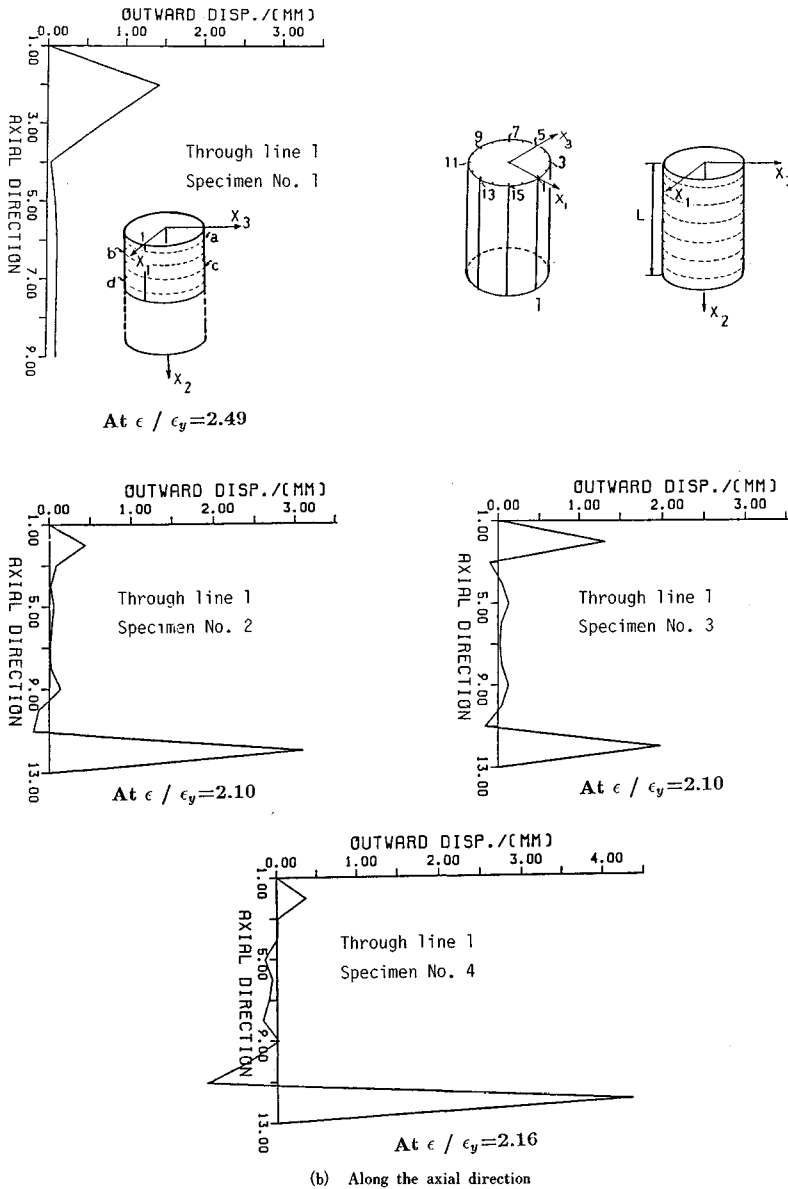 OUTWARD DISP./(MM)
0.00 1.00 2.00 3.00
1.00
3.00
5.00
7.00
9.00
AXIAL DIRECTION
Through line 1
Specimen No. 1
X3
X1
X2
1
1
a
b
c
d
At ϵ / ϵy=2.49
1
3
5
7
9
11
13
15
X3
X1
1
L
X1
X2
X3
OUTWARD DISP./(MM)
0.00 1.00 2.00 3.00
1.00
5.00
9.00
13.00
AXIAL DIRECTION
Through line 1
Specimen No. 2
At ϵ / ϵy=2.10
OUTWARD DISP./(MM)
0.00 1.00 2.00
1.00
5.00
9.00
13.00
AXIAL DIRECTION
Through line 1
Specimen No. 3
At ϵ / ϵy=2.10
OUTWARD DISP./(MM)
0.00 1.00 2.00 3.00 4.00
1.00
5.00
9.00
13.00
AXIAL DIRECTION
Through line 1
Specimen No. 4
At ϵ / ϵy=2.16
(b) Along the axial direction